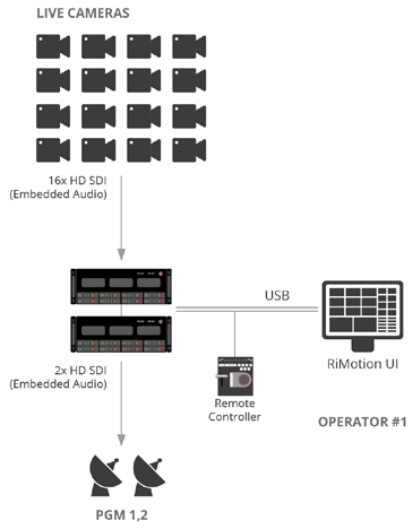 LIVE CAMERAS
16x HD SDI
(Embedded Audio)
USB
RiMotion UI
Remote
Controller
OPERATOR #1
2x HD SDI
(Embedded Audio)
PGM 1,2